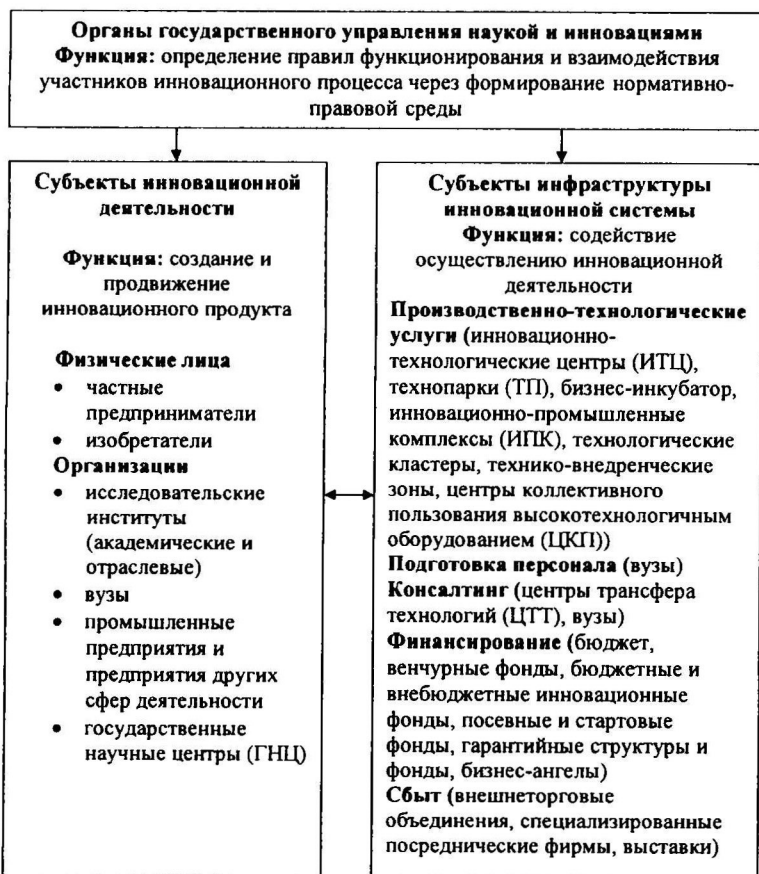 Органы государственного управления наукой и инновациями
Функция: определение правил функционирования и взаимодействия
участников инновационного процесса через формирование нормативно-
правовой среды
Субъекты инновационной
деятельности
Функция: создание и
продвижение
инновационного продукта
Физические лица
• частные
предприниматели
• изобретатели
Организации
• исследовательские
институты
(академические и
отраслевые)
• вузы
• промышленные
предприятия и
предприятия других
сфер деятельности
• государственные
научные центры (ГНЦ)
Субъекты инфраструктуры
инновационной системы
Функция: содействие
осуществлению инновационной
деятельности
Производственно-технологические
услуги (инновационно-
технологические центры (ИТЦ),
технопарки (ТП), бизнес-инкубатор,
инновационно-промышленные
комплексы (ИПК), технологические
кластеры, технико-внедренческие
зоны, центры коллективного
пользования высокотехнологичным
оборудованием (ЦКП))
Подготовка персонала (вузы)
Консалтинг (центры трансфера
технологий (ЦТТ), вузы)
Финансирование (бюджет,
венчурные фонды, бюджетные и
внебюджетные инновационные
фонды, посевные и стартовые
фонды, гарантийные структуры и
фонды, бизнес-ангелы)
Сбыт (внешнеторговые
объединения, специализированные
посреднические фирмы, выставки)